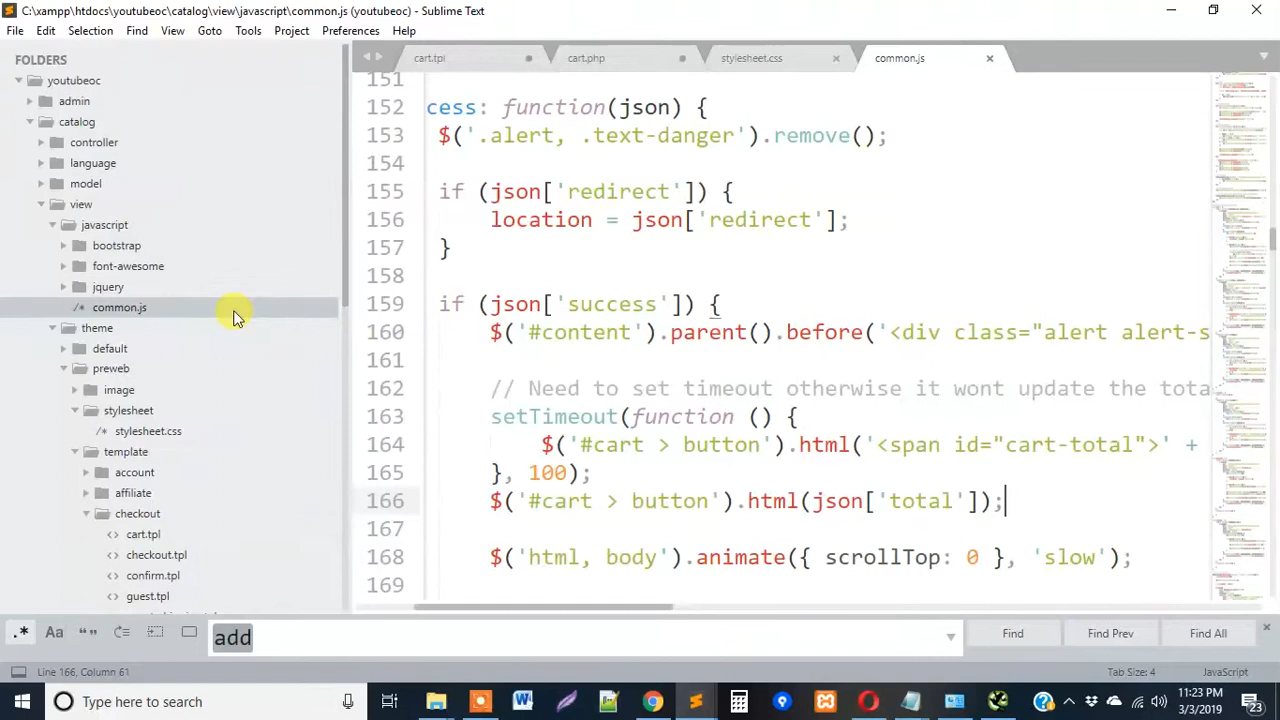 C:\xampp\htdocs\youtubeoc\catalog\view\javascript\common.js (youtubeoc) - Sublime Text
File Edit Selection Find View Goto Tools Project Preferences Help
FOLDERS
youtubeoc
admin
catalog
controller
language
model
view
javascript
bootstrap
font-awesome
jquery
common.js
theme
default
image
stylesheet
stylesheet.css
template
account
affiliate
checkout
cart.tpl
checkout.tpl
confirm.tpl
guest.tpl
cart.tpl cart.php stylesheet.css common.js
151
152 cess: function(json)
153 $('.alert, .text-danger').remove();
154
155 if (json['redirect']) {
156 location = json['redirect'];
157 }
158
159 if (json['success'])
160 $('#content').parent().before('<div class="alert alert-s
161
162 // Need to set timeout otherwise it wont update the tota
163 setTimeout(function () {
164 $('#cart > button').html('<span id="cart-total"> +
165 }, 100);
166 $('#cart > button').html(json['total']);
167
168 $('html, body').animate({ scrollTop: 0 }, 'slow');
169
.* Aa add Find Find Prev Find All
Line 166, Column 61 Tab Size: 4 JavaScript
Type here to search
11:23 PM
3/3/2019
23